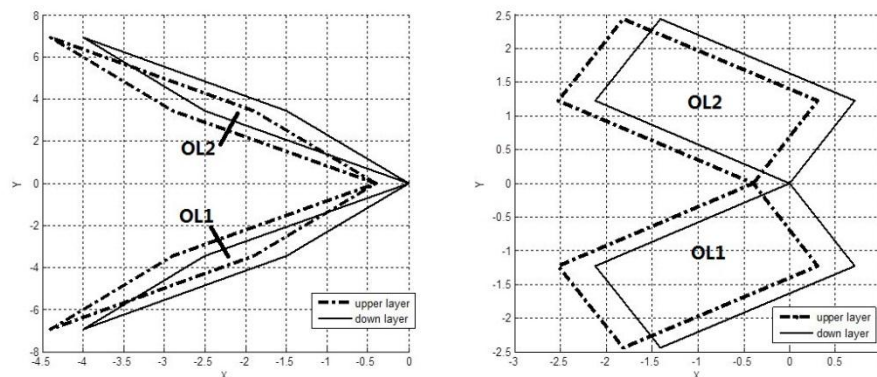 8
6
4
2
0
-2
-4
-6
-8
Y
OL2
OL1
upper layer
down layer
-4.5 -4 -3.5 -3 -2.5 -2 -1.5 -1 -0.5 0
X
2.5
2
1.5
1
0.5
0
-0.5
-1
-1.5
-2
-2.5
Y
OL2
OL1
upper layer
down layer
-3 -2.5 -2 -1.5 -1 -0.5 0 0.5 1
X